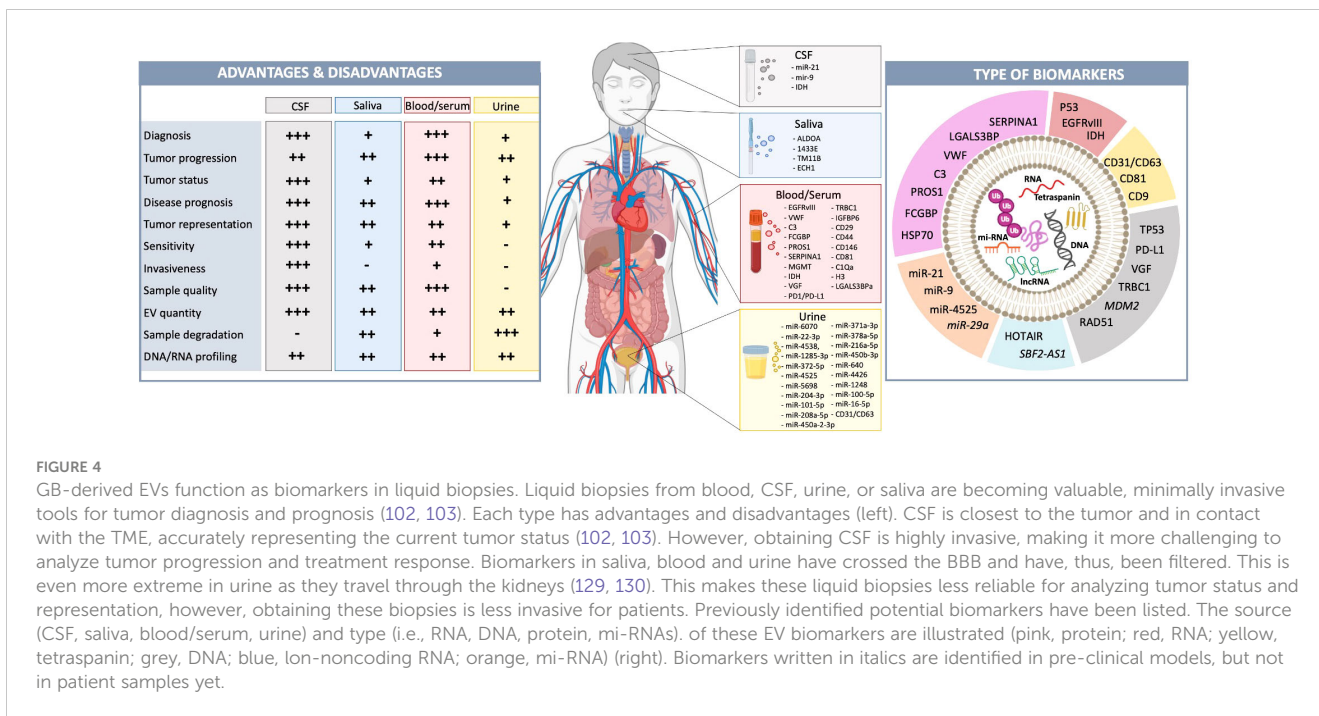 ADVANTAGES & DISADVANTAGES
CSF Saliva Blood/serum Urine
Diagnosis +++ + +++ +
Tumor progression ++ ++ +++ ++
Tumor status +++ + ++ +
Disease prognosis +++ ++ +++ +
Tumor representation +++ ++ ++ +
Sensitivity +++ + ++ -
Invasiveness +++ - + -
Sample quality +++ ++ +++ -
EV quantity +++ ++ ++ ++
Sample degradation - ++ + +++
DNA/RNA profiling ++ ++ ++ ++
CSF
- miR-21
- mir-9
- IDH
Saliva
- ALDOA
- 1433E
- TM11B
- ECH1
Blood/Serum
- EGFRvIII - TRBC1
- VWF - IGFBP6
- C3 - CD29
- FCGBP - CD44
- PROS1 - CD146
- SERPINA1 - CD81
- MGMT - C1Qa
- IDH - H3
- VGF - LGALS3BPa
- PD1/PD-L1
Urine
- miR-6070 - miR-371a-3p
- miR-22-3p - miR-378a-5p
- miR-4538, - miR-216a-5p
- miR-1285-3p - miR-450b-3p
- miR-372-5p - miR-640
- miR-4525 - miR-4426
- miR-5698 - miR-1248
- miR-204-3p - miR-100-5p
- miR-101-5p - miR-16-5p
- miR-208a-5p - CD31/CD63
- miR-450a-2-3p
TYPE OF BIOMARKERS
SERPINA1
LGALS3BP
VWF
C3
PROS1
FCGBP
HSP70
P53
EGFRvIII
IDH
CD31/CD63
CD81
CD9
TP53
PD-L1
VGF
TRBC1
MDM2
RAD51
HOTAIR
SBF2-AS1
miR-21
miR-9
miR-4525
miR-29a
RNA
Tetraspanin
Ub
Ub
Ub
Ub
mi-RNA
DNA
lncRNA
FIGURE 4
GB-derived EVs function as biomarkers in liquid biopsies. Liquid biopsies from blood, CSF, urine, or saliva are becoming valuable, minimally invasive
tools for tumor diagnosis and prognosis (102, 103). Each type has advantages and disadvantages (left). CSF is closest to the tumor and in contact
with the TME, accurately representing the current tumor status (102, 103). However, obtaining CSF is highly invasive, making it more challenging to
analyze tumor progression and treatment response. Biomarkers in saliva, blood and urine have crossed the BBB and have, thus, been filtered. This is
even more extreme in urine as they travel through the kidneys (129, 130). This makes these liquid biopsies less reliable for analyzing tumor status and
representation, however, obtaining these biopsies is less invasive for patients. Previously identified potential biomarkers have been listed. The source
(CSF, saliva, blood/serum, urine) and type (i.e., RNA, DNA, protein, mi-RNAs). of these EV biomarkers are illustrated (pink, protein; red, RNA; yellow,
tetraspanin; grey, DNA; blue, lon-noncoding RNA; orange, mi-RNA) (right). Biomarkers written in italics are identified in pre-clinical models, but not
in patient samples yet.